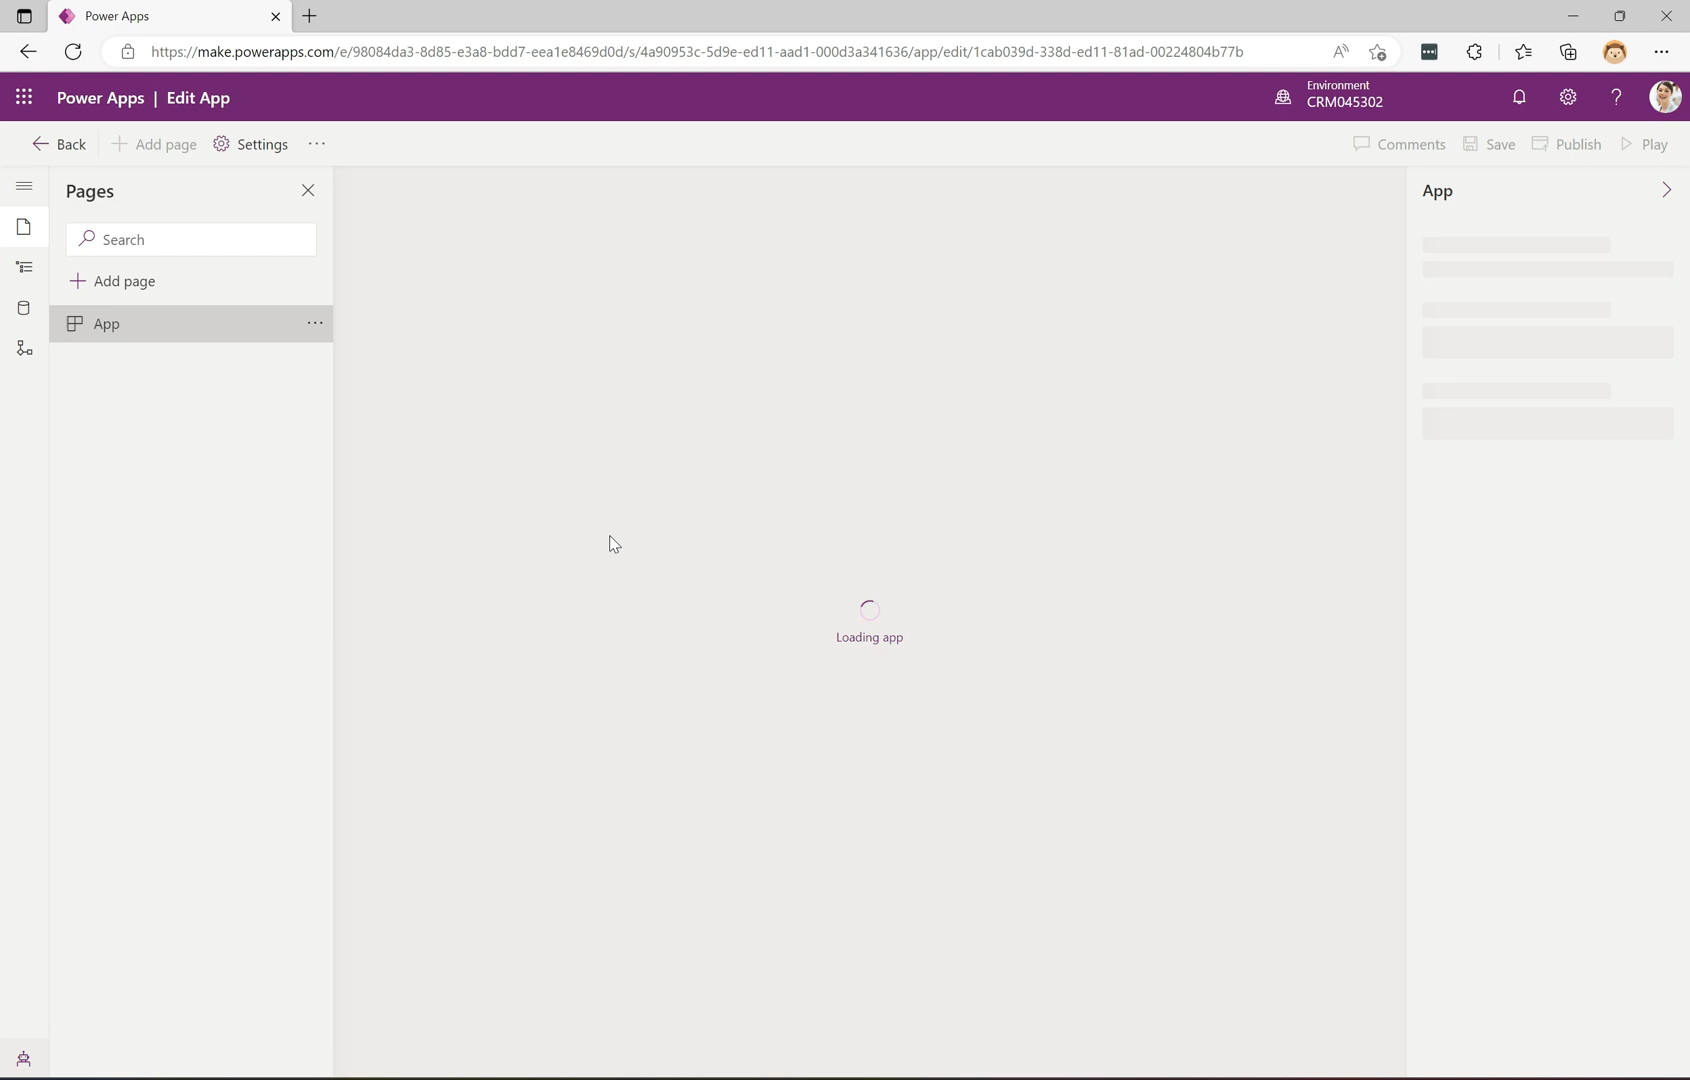 Power Apps
https://make.powerapps.com/e/98084da3-8d85-e3a8-bdd7-eea1e8469d0d/s/4a90953c-5d9e-ed11-aad1-000d3a341636/app/edit/1cab039d-338d-ed11-81ad-00224804b77b
Power Apps | Edit App
Environment
CRM045302
Back
Add page
Settings
Comments
Save
Publish
Play
Pages
Search
Add page
App
App
Loading app